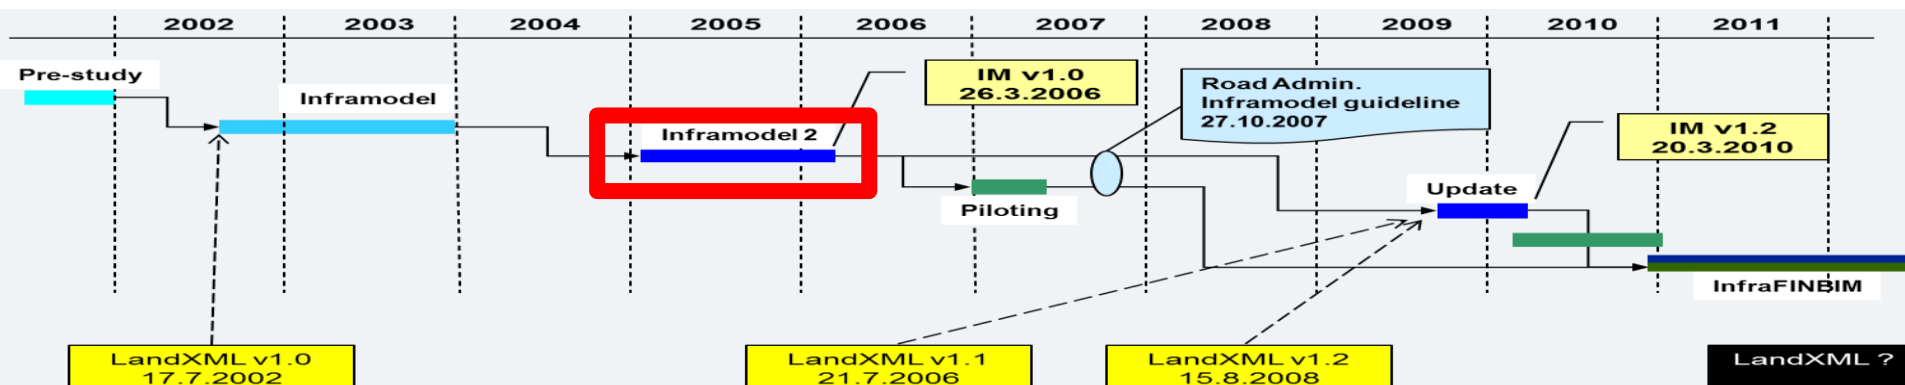 2002 2003 2004 2005 2006 2007 2008 2009 2010 2011
Pre-study
Inframodel
Inframodel 2
IM v1.0
26.3.2006
Road Admin.
Inframodel guideline
27.10.2007
IM v1.2
20.3.2010
Piloting
Update
InfraFINBIM
LandXML v1.0
17.7.2002
LandXML v1.1
21.7.2006
LandXML v1.2
15.8.2008
LandXML ?